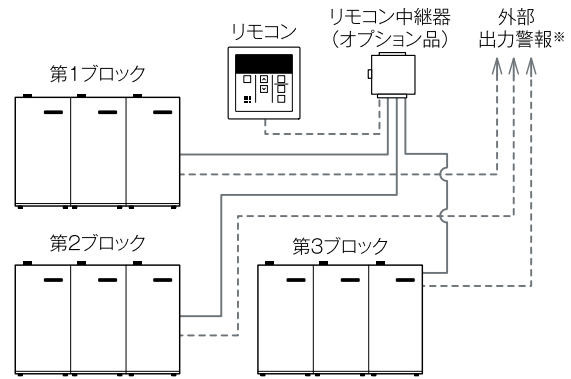 リモコン
リモコン中継器
（オプション品）
外部
出力警報※
第1ブロック
第2ブロック
第3ブロック